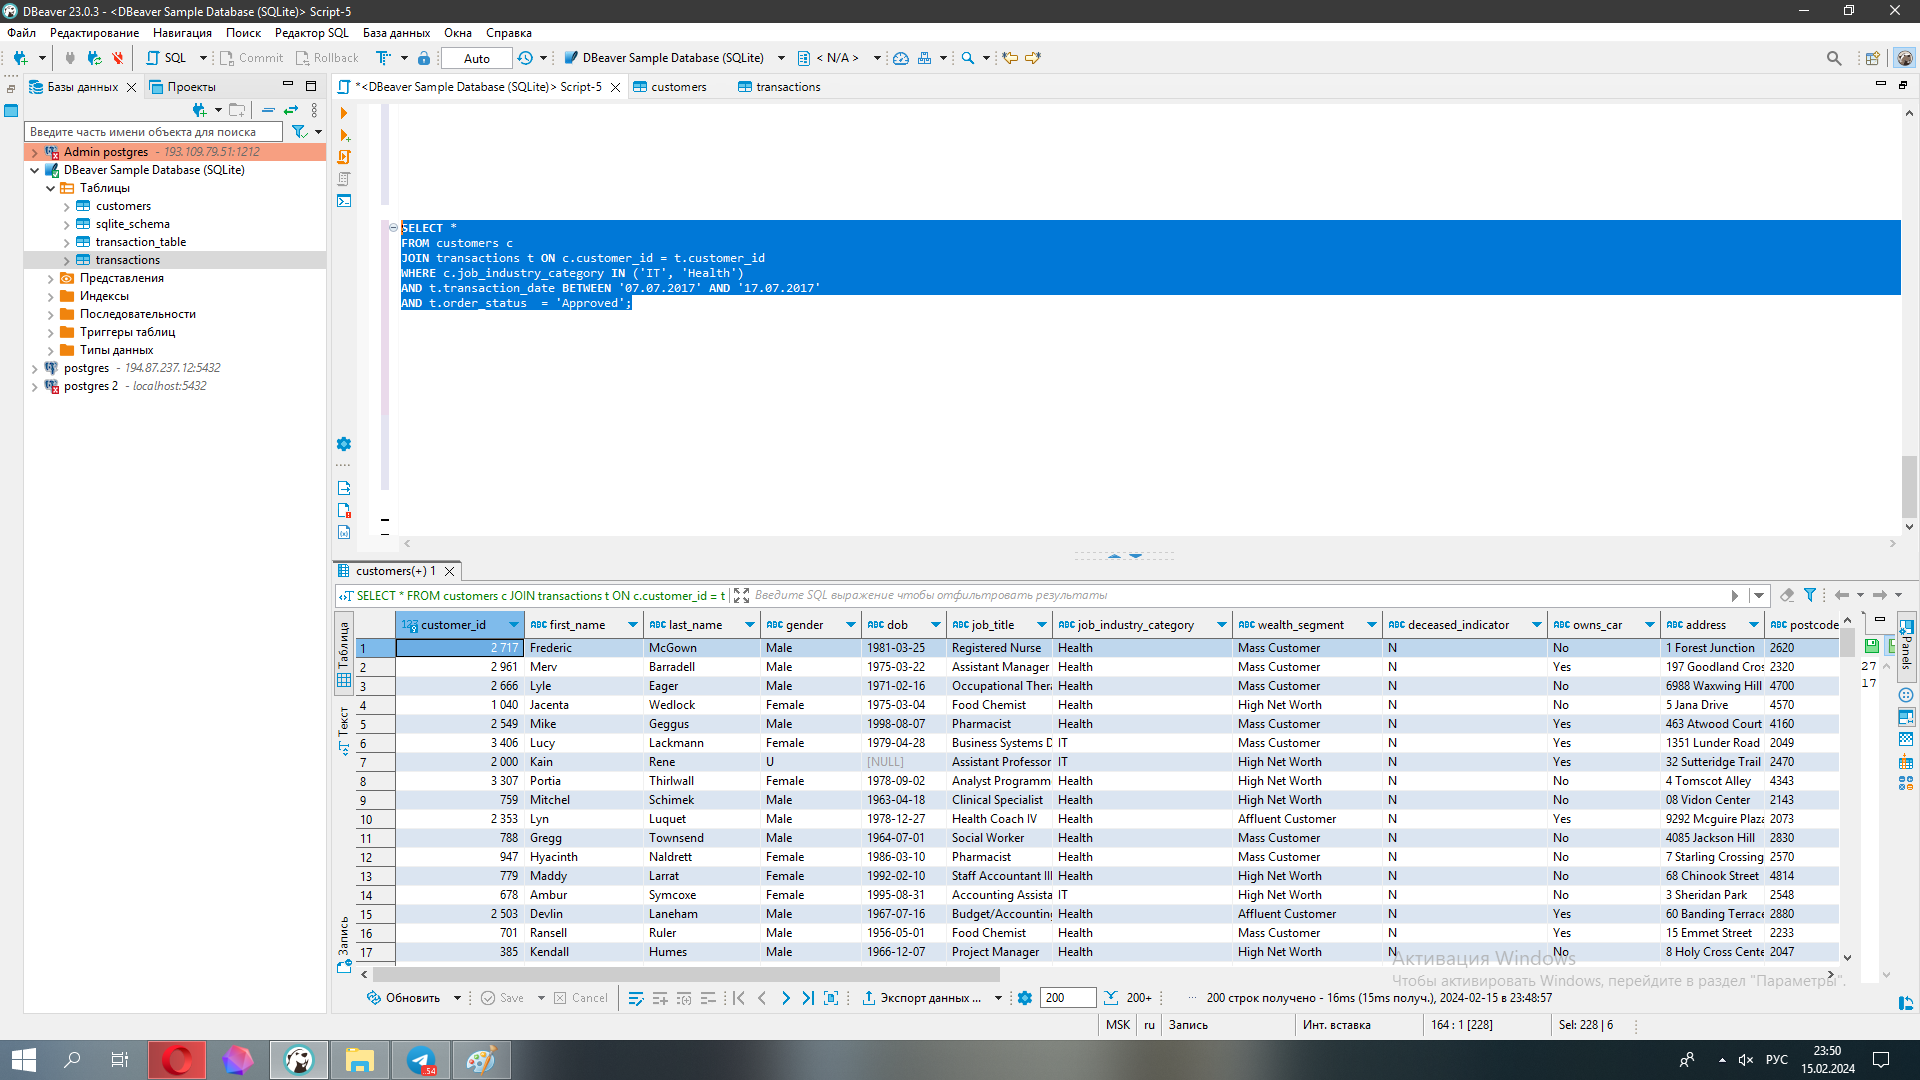 DBeaver 23.0.3 - <DBeaver Sample Database (SQLite)> Script-5
Файл Редактирование Навигация Поиск Редактор SQL База данных Окна Справка
SQL Commit Rollback Auto DBeaver Sample Database (SQLite) < N/A >
Базы данных Проекты
*<DBeaver Sample Database (SQLite)> Script-5 customers transactions
Введите часть имени объекта для поиска
Admin postgres - 193.109.79.51:1212
DBeaver Sample Database (SQLite)
Таблицы
customers
sqlite_schema
transaction_table
transactions
Представления
Индексы
Последовательности
Триггеры таблиц
Типы данных
postgres - 194.87.237.12:5432
postgres 2 - localhost:5432
SELECT *
FROM customers c
JOIN transactions t ON c.customer_id = t.customer_id
WHERE c.job_industry_category IN ('IT', 'Health')
AND t.transaction_date BETWEEN '07.07.2017' AND '17.07.2017'
AND t.order_status = 'Approved';
customers(+) 1
SELECT * FROM customers c JOIN transactions t ON c.customer_id = t
Введите SQL выражение чтобы отфильтровать результаты
Таблица
Текст
Запись
Panels
123 customer_id ABC first_name ABC last_name ABC gender ABC dob ABC job_title ABC job_industry_category ABC wealth_segment ABC deceased_indicator ABC owns_car ABC address ABC postcode
1 2 717 Frederic McGown Male 1981-03-25 Registered Nurse Health Mass Customer N No 1 Forest Junction 2620
2 2 961 Merv Barradell Male 1975-03-22 Assistant Manager Health Mass Customer N Yes 197 Goodland Cros 2320
3 2 666 Lyle Eager Male 1971-02-16 Occupational Thera Health Mass Customer N No 6988 Waxwing Hill 4700
4 1 040 Jacenta Wedlock Female 1975-03-04 Food Chemist Health High Net Worth N No 5 Jana Drive 4570
5 2 549 Mike Geggus Male 1998-08-07 Pharmacist Health Mass Customer N Yes 463 Atwood Court 4160
6 3 406 Lucy Lackmann Female 1979-04-28 Business Systems D IT Mass Customer N Yes 1351 Lunder Road 2049
7 2 000 Kain Rene U [NULL] Assistant Professor IT High Net Worth N Yes 32 Sutteridge Trail 2470
8 3 307 Portia Thirlwall Female 1978-09-02 Analyst Programm Health High Net Worth N No 4 Tomscot Alley 4343
9 759 Mitchel Schimek Male 1963-04-18 Clinical Specialist Health High Net Worth N No 08 Vidon Center 2143
10 2 353 Lyn Luquet Male 1978-12-27 Health Coach IV Health Affluent Customer N Yes 9292 Mcguire Plaza 2073
11 788 Gregg Townsend Male 1964-07-01 Social Worker Health Mass Customer N No 4085 Jackson Hill 2830
12 947 Hyacinth Naldrett Female 1986-03-10 Pharmacist Health Mass Customer N No 7 Starling Crossing 2570
13 779 Maddy Larrat Female 1992-02-10 Staff Accountant III Health High Net Worth N No 68 Chinook Street 4814
14 678 Ambur Symcoxe Female 1995-08-31 Accounting Assista IT High Net Worth N No 3 Sheridan Park 2548
15 2 503 Devlin Laneham Male 1967-07-16 Budget/Accounting Health Affluent Customer N Yes 60 Banding Terrace 2880
16 701 Ransell Ruler Male 1956-05-01 Food Chemist Health Mass Customer N Yes 15 Emmet Street 2233
17 385 Kendall Humes Male 1966-12-07 Project Manager Health High Net Worth N No 8 Holy Cross Cente 2047
27
17
Активация Windows
Чтобы активировать Windows, перейдите в раздел "Параметры".
Обновить Save Cancel Экспорт данных ... 200 200+ 200 строк получено - 16ms (15ms получ.), 2024-02-15 в 23:48:57
MSK ru Запись Инт. вставка 164 : 1 [228] Sel: 228 | 6
54
РУС
23:50
15.02.2024